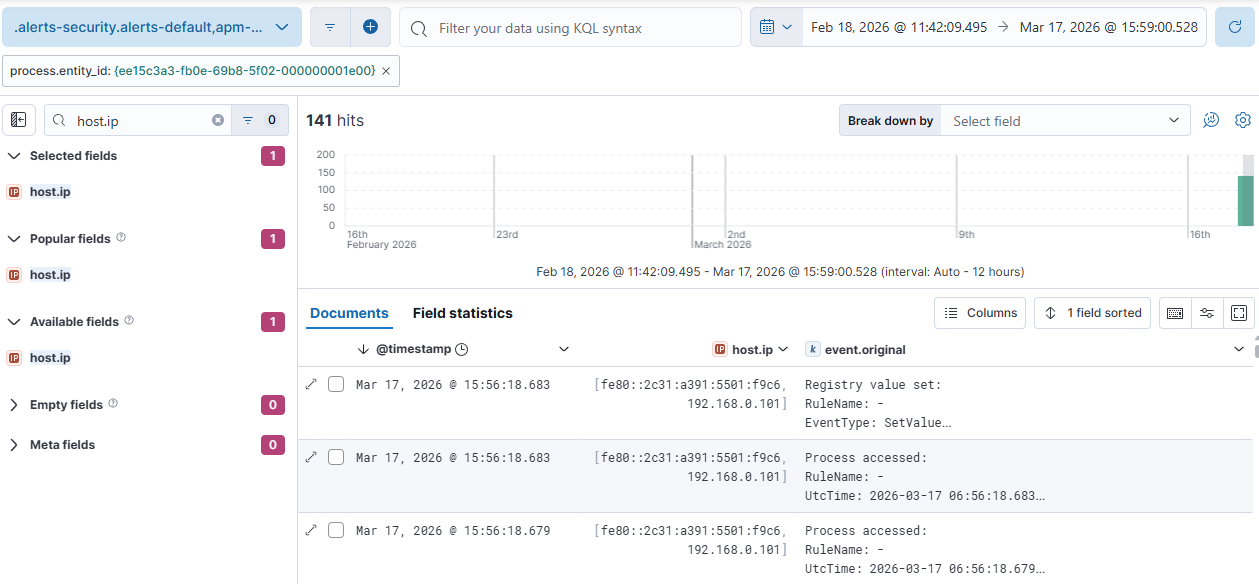 .alerts-security.alerts-default,apm-...
Filter your data using KQL syntax
Feb 18, 2026 @ 11:42:09.495 → Mar 17, 2026 @ 15:59:00.528
process.entity_id: {ee15c3a3-fb0e-69b8-5f02-000000001e00} ×
host.ip
0
141 hits
Break down by
Select field
Selected fields
1
host.ip
Popular fields
1
host.ip
Available fields
1
host.ip
Empty fields
0
Meta fields
0
200
150
100
50
0
16th
February 2026
23rd
March 2026
2nd
9th
16th
Feb 18, 2026 @ 11:42:09.495 - Mar 17, 2026 @ 15:59:00.528 (interval: Auto - 12 hours)
Documents
Field statistics
Columns
1 field sorted
@timestamp
IP host.ip
k event.original
Mar 17, 2026 @ 15:56:18.683
[fe80::2c31:a391:5501:f9c6,
192.168.0.101]
Registry value set:
RuleName: -
EventType: SetValue...
Mar 17, 2026 @ 15:56:18.683
[fe80::2c31:a391:5501:f9c6,
192.168.0.101]
Process accessed:
RuleName: -
UtcTime: 2026-03-17 06:56:18.683...
Mar 17, 2026 @ 15:56:18.679
[fe80::2c31:a391:5501:f9c6,
192.168.0.101]
Process accessed:
RuleName: -
UtcTime: 2026-03-17 06:56:18.679...